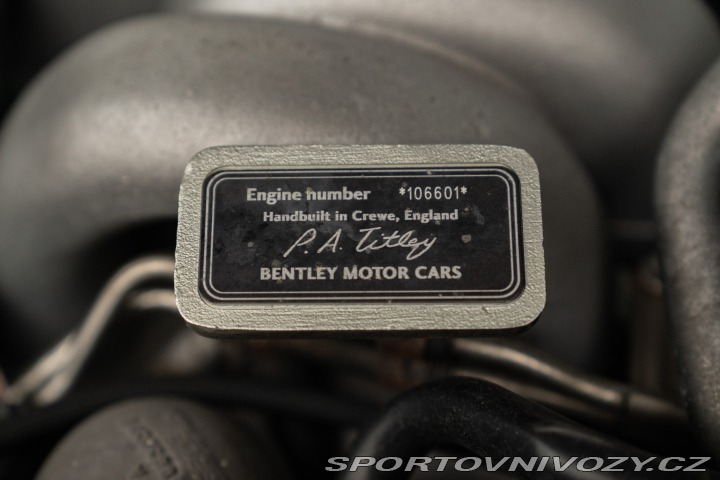 Engine number *106601*
Handbuilt in Crewe, England
P. A. Titley
BENTLEY MOTOR CARS
SPORTOVNIVOZY.CZ